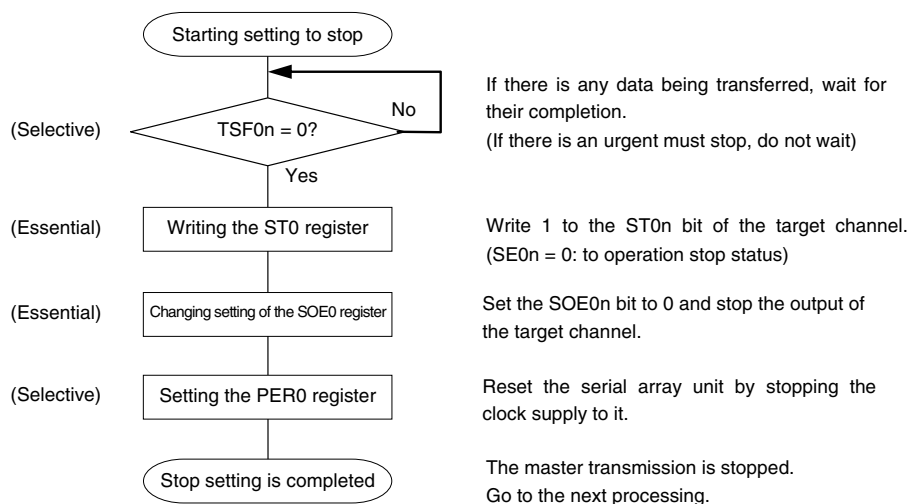 Starting setting to stop
No
If there is any data being transferred, wait for
their completion.
(If there is an urgent must stop, do not wait)
(Selective)
TSF0n = 0?
Yes
(Essential)
Writing the ST0 register
Write 1 to the ST0n bit of the target channel.
(SE0n = 0: to operation stop status)
(Essential)
Changing setting of the SOE0 register
Set the SOE0n bit to 0 and stop the output of
the target channel.
(Selective)
Setting the PER0 register
Reset the serial array unit by stopping the
clock supply to it.
Stop setting is completed
The master transmission is stopped.
Go to the next processing.